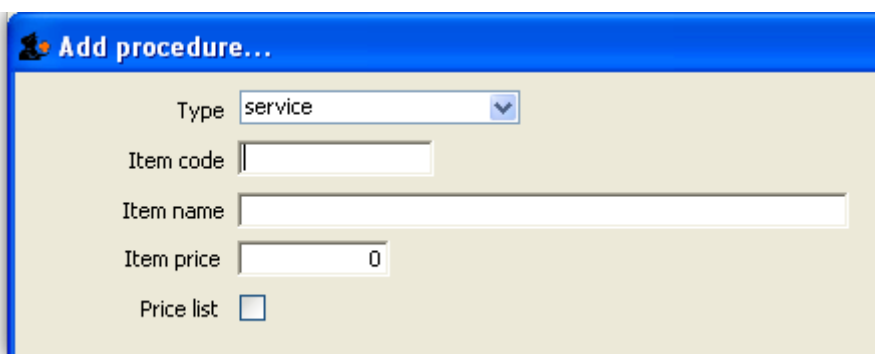 Add procedure...
Type service
Item code
Item name
Item price 0
Price list